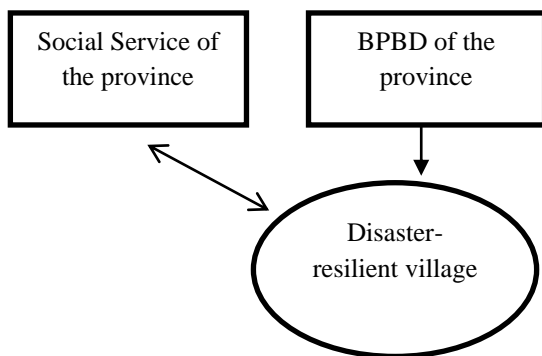 Social Service of
the province
BPBD of the
province
Disaster-
resilient village